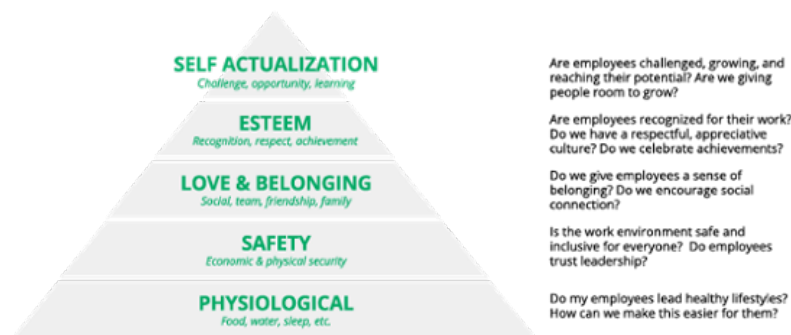 SELF ACTUALIZATION
Challenge, opportunity, learning
Are employees challenged, growing, and
reaching their potential? Are we giving
people room to grow?
ESTEEM
Recognition, respect, achievement
Are employees recognized for their work?
Do we have a respectful, appreciative
culture? Do we celebrate achievements?
LOVE & BELONGING
Social, team, friendship, family
Do we give employees a sense of
belonging? Do we encourage social
connection?
SAFETY
Economic & physical security
Is the work environment safe and
inclusive for everyone? Do employees
trust leadership?
PHYSIOLOGICAL
Food, water, sleep, etc.
Do my employees lead healthy lifestyles?
How can we make this easier for them?